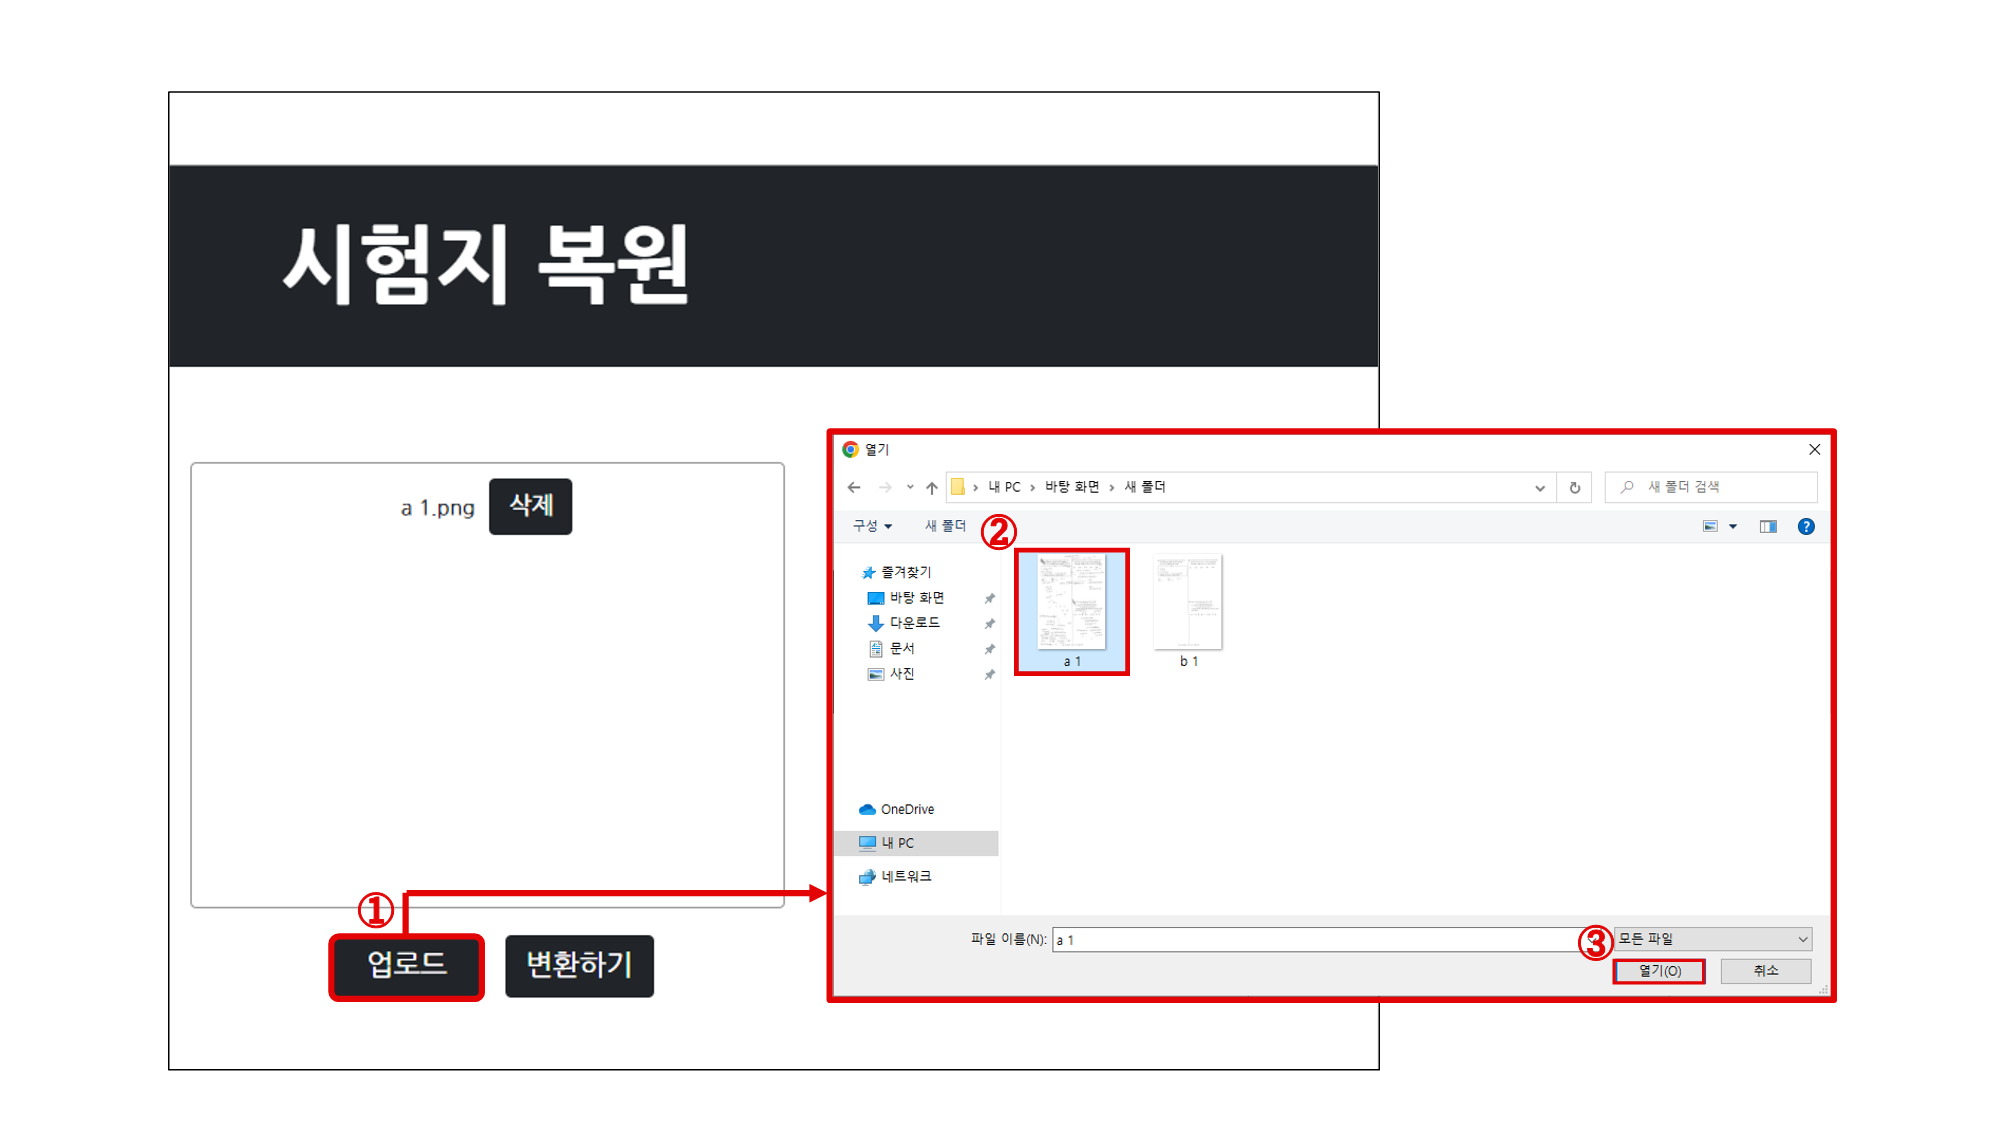 시험지 복원
a 1.png 삭제
①
업로드 변환하기
열기
내 PC 바탕 화면 새 폴더
새 폴더 검색
구성 새 폴더
②
즐겨찾기
바탕 화면
다운로드
문서
사진
OneDrive
내 PC
네트워크
a 1
b 1
파일 이름(N): a 1
③
모든 파일
열기(O) 취소